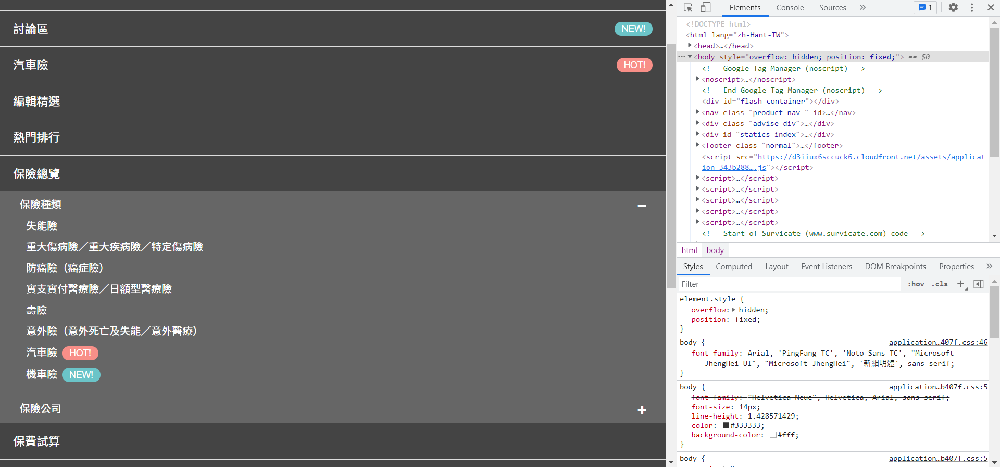 討論區 NEW!
汽車險 HOT!
編輯精選
熱門排行
保險總覽
保險種類
失能險
重大傷病險／重大疾病險／特定傷病險
防癌險（癌症險）
實支實付醫療險／日額型醫療險
壽險
意外險（意外死亡及失能／意外醫療）
汽車險 HOT!
機車險 NEW!
保險公司
保費試算
Elements Console Sources » 1
<!DOCTYPE html>
<html lang="zh-Hant-TW">
<head>…</head>
<body style="overflow: hidden; position: fixed;"> == $0
<!-- Google Tag Manager (noscript) -->
<noscript>…</noscript>
<!-- End Google Tag Manager (noscript) -->
<div id="flash-container"></div>
<nav class="product-nav " id>…</nav>
<div class="advise-div">…</div>
<div id="statics-index">…</div>
<footer class="normal">…</footer>
<script src="https://d3iiux6sccuck6.cloudfront.net/assets/applicat
ion-343b288….js"></script>
<script>…</script>
<script>…</script>
<script>…</script>
<script>…</script>
<script>…</script>
<!-- Start of Survicate (www.survicate.com) code -->
html body
Styles Computed Layout Event Listeners DOM Breakpoints Properties »
Filter :hov .cls +
element.style {
overflow: hidden;
position: fixed;
}
body { application…407f.css:46
font-family: Arial, 'PingFang TC', 'Noto Sans TC', "Microsoft
JhengHei UI", "Microsoft JhengHei", '新細明體', sans-serif;
}
body { application…b407f.css:5
font-family: "Helvetica Neue", Helvetica, Arial, sans-serif;
font-size: 14px;
line-height: 1.428571429;
color: #333333;
background-color: #fff;
}
body { application…b407f.css:5